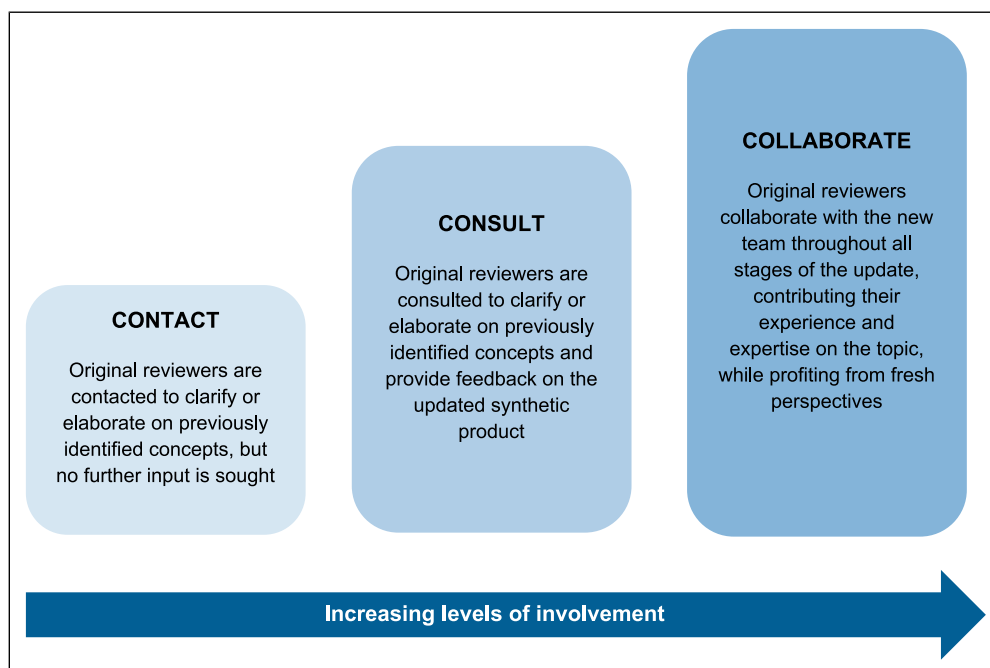 CONTACT
Original reviewers are
contacted to clarify or
elaborate on previously
identified concepts, but
no further input is sought
CONSULT
Original reviewers are
consulted to clarify or
elaborate on previously
identified concepts and
provide feedback on the
updated synthetic
product
COLLABORATE
Original reviewers
collaborate with the new
team throughout all
stages of the update,
contributing their
experience and
expertise on the topic,
while profiting from fresh
perspectives
Increasing levels of involvement